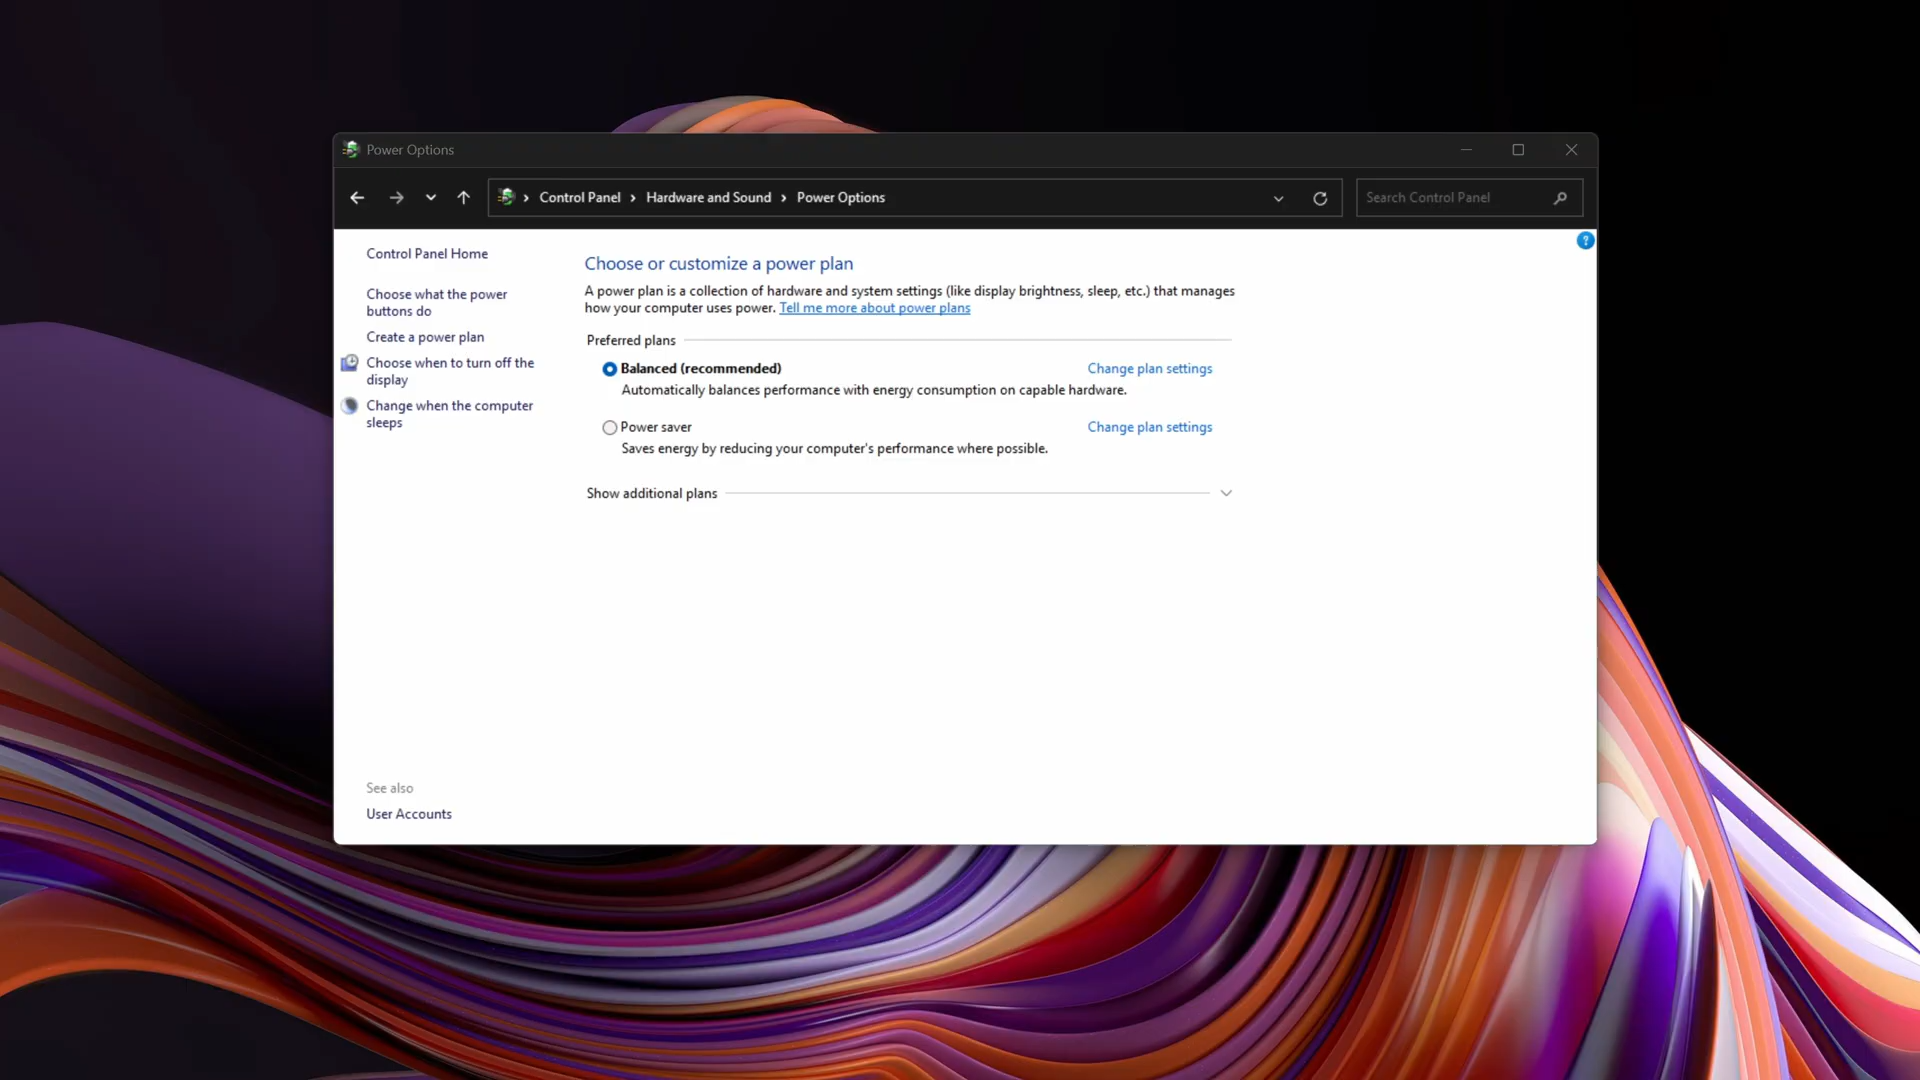 Power Options
Control Panel > Hardware and Sound > Power Options
Search Control Panel
?
Control Panel Home
Choose what the power
buttons do
Create a power plan
Choose when to turn off the
display
Change when the computer
sleeps
See also
User Accounts
Choose or customize a power plan
A power plan is a collection of hardware and system settings (like display brightness, sleep, etc.) that manages
how your computer uses power. Tell me more about power plans
Preferred plans
Balanced (recommended) Change plan settings
Automatically balances performance with energy consumption on capable hardware.
Power saver Change plan settings
Saves energy by reducing your computer's performance where possible.
Show additional plans